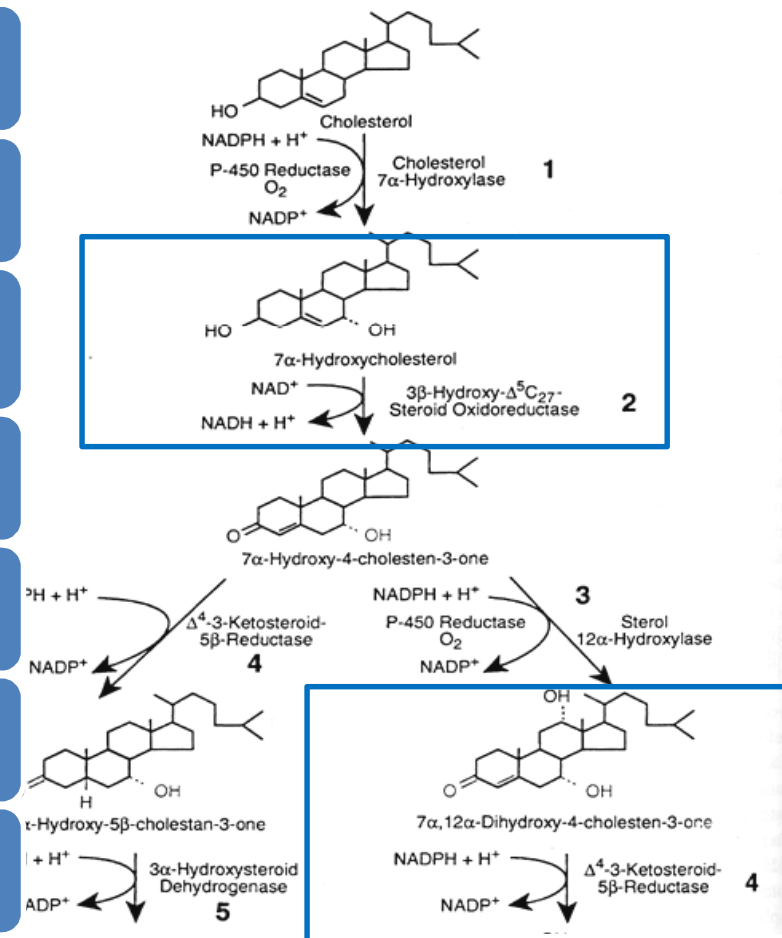 HO
Cholesterol
NADPH + H⁺
P-450 Reductase
O₂
NADP⁺
Cholesterol
7α-Hydroxylase
1
HO
OH
7α-Hydroxycholesterol
NAD⁺
NADH + H⁺
3β-Hydroxy-Δ⁵C₂₇-
Steroid Oxidoreductase
2
O
OH
7α-Hydroxy-4-cholesten-3-one
PH + H⁺
NADP⁺
Δ⁴-3-Ketosteroid-
5β-Reductase
4
NADPH + H⁺
P-450 Reductase
O₂
NADP⁺
3
Sterol
12α-Hydroxylase
OH
H
α-Hydroxy-5β-cholestan-3-one
OH
O
OH
7α,12α-Dihydroxy-4-cholesten-3-one
+ H⁺
ADP⁺
3α-Hydroxysteroid
Dehydrogenase
5
NADPH + H⁺
NADP⁺
Δ⁴-3-Ketosteroid-
5β-Reductase
4